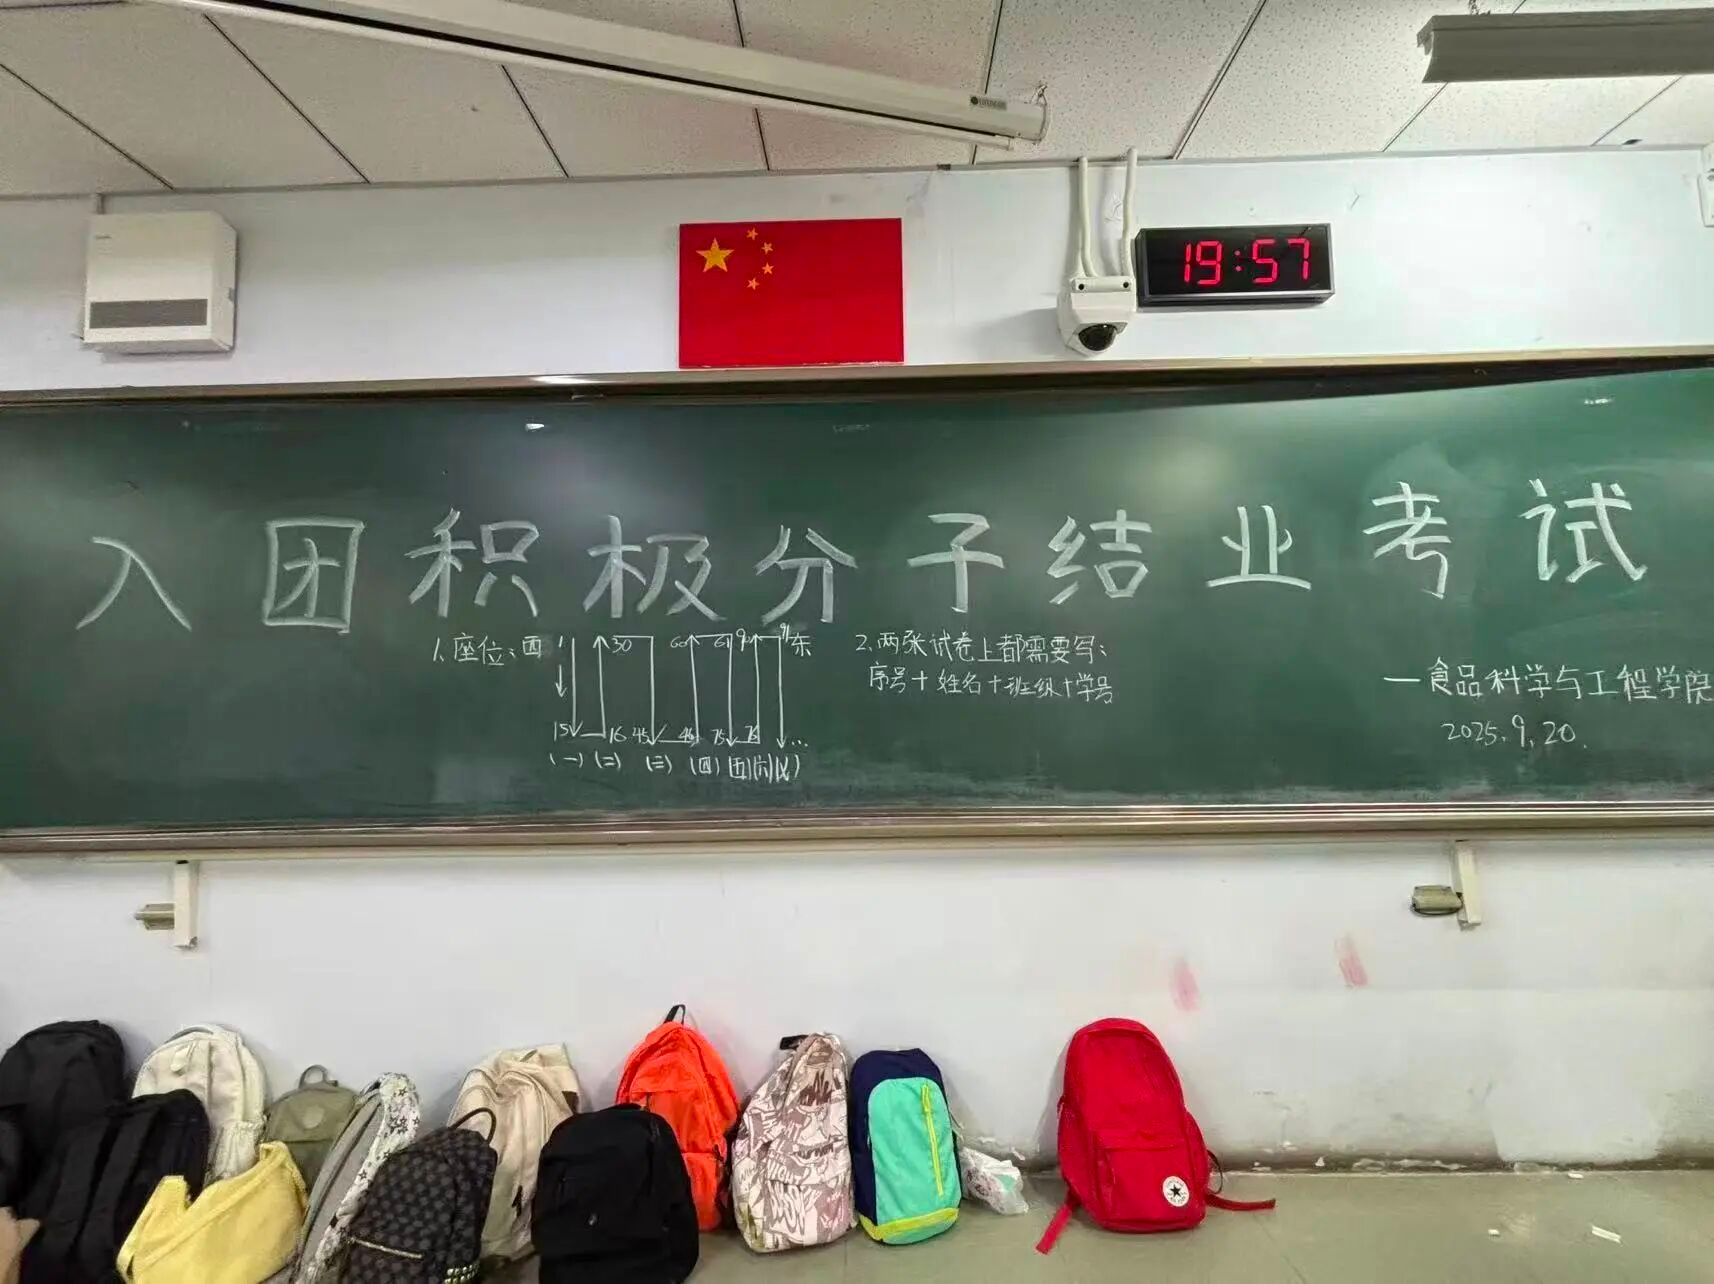 19:57
入团积极分子结业考试
1、座位：西 1 30 60 61 90 91 东
15 16 45 46 75 76 ...
(一) (二) (三) (四) (五) (六) (七)
2、两张试卷上都需要写：
序号+姓名+班级+学号
—食品科学与工程学院
2025.9.20.